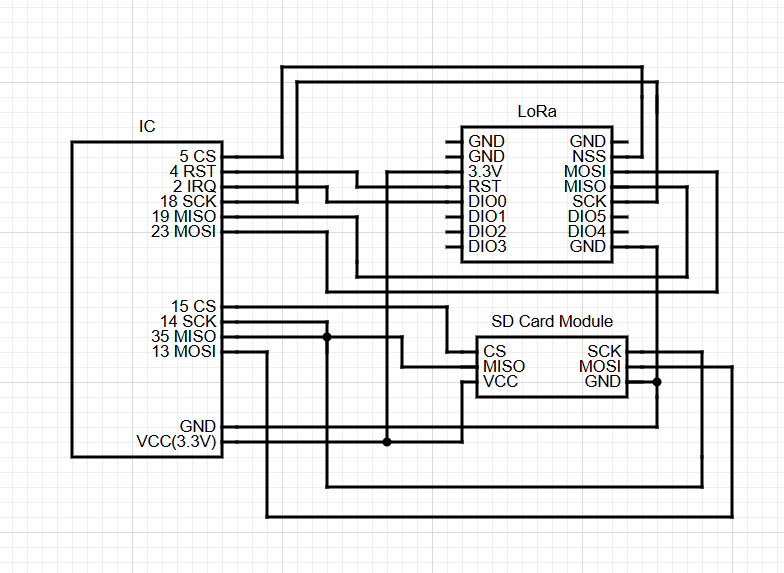 IC
5 CS
4 RST
2 IRQ
18 SCK
19 MISO
23 MOSI
15 CS
14 SCK
35 MISO
13 MOSI
GND
VCC(3.3V)
LoRa
GND
GND
3.3V
RST
DIO0
DIO1
DIO2
DIO3
GND
NSS
MOSI
MISO
SCK
DIO5
DIO4
GND
SD Card Module
CS
MISO
VCC
SCK
MOSI
GND